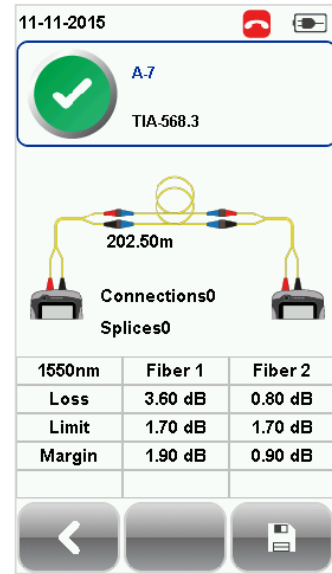 11-11-2015
A-7
TIA-568.3
202.50m
Connections0
Splices0
1550nm Fiber 1 Fiber 2
Loss 3.60 dB 0.80 dB
Limit 1.70 dB 1.70 dB
Margin 1.90 dB 0.90 dB